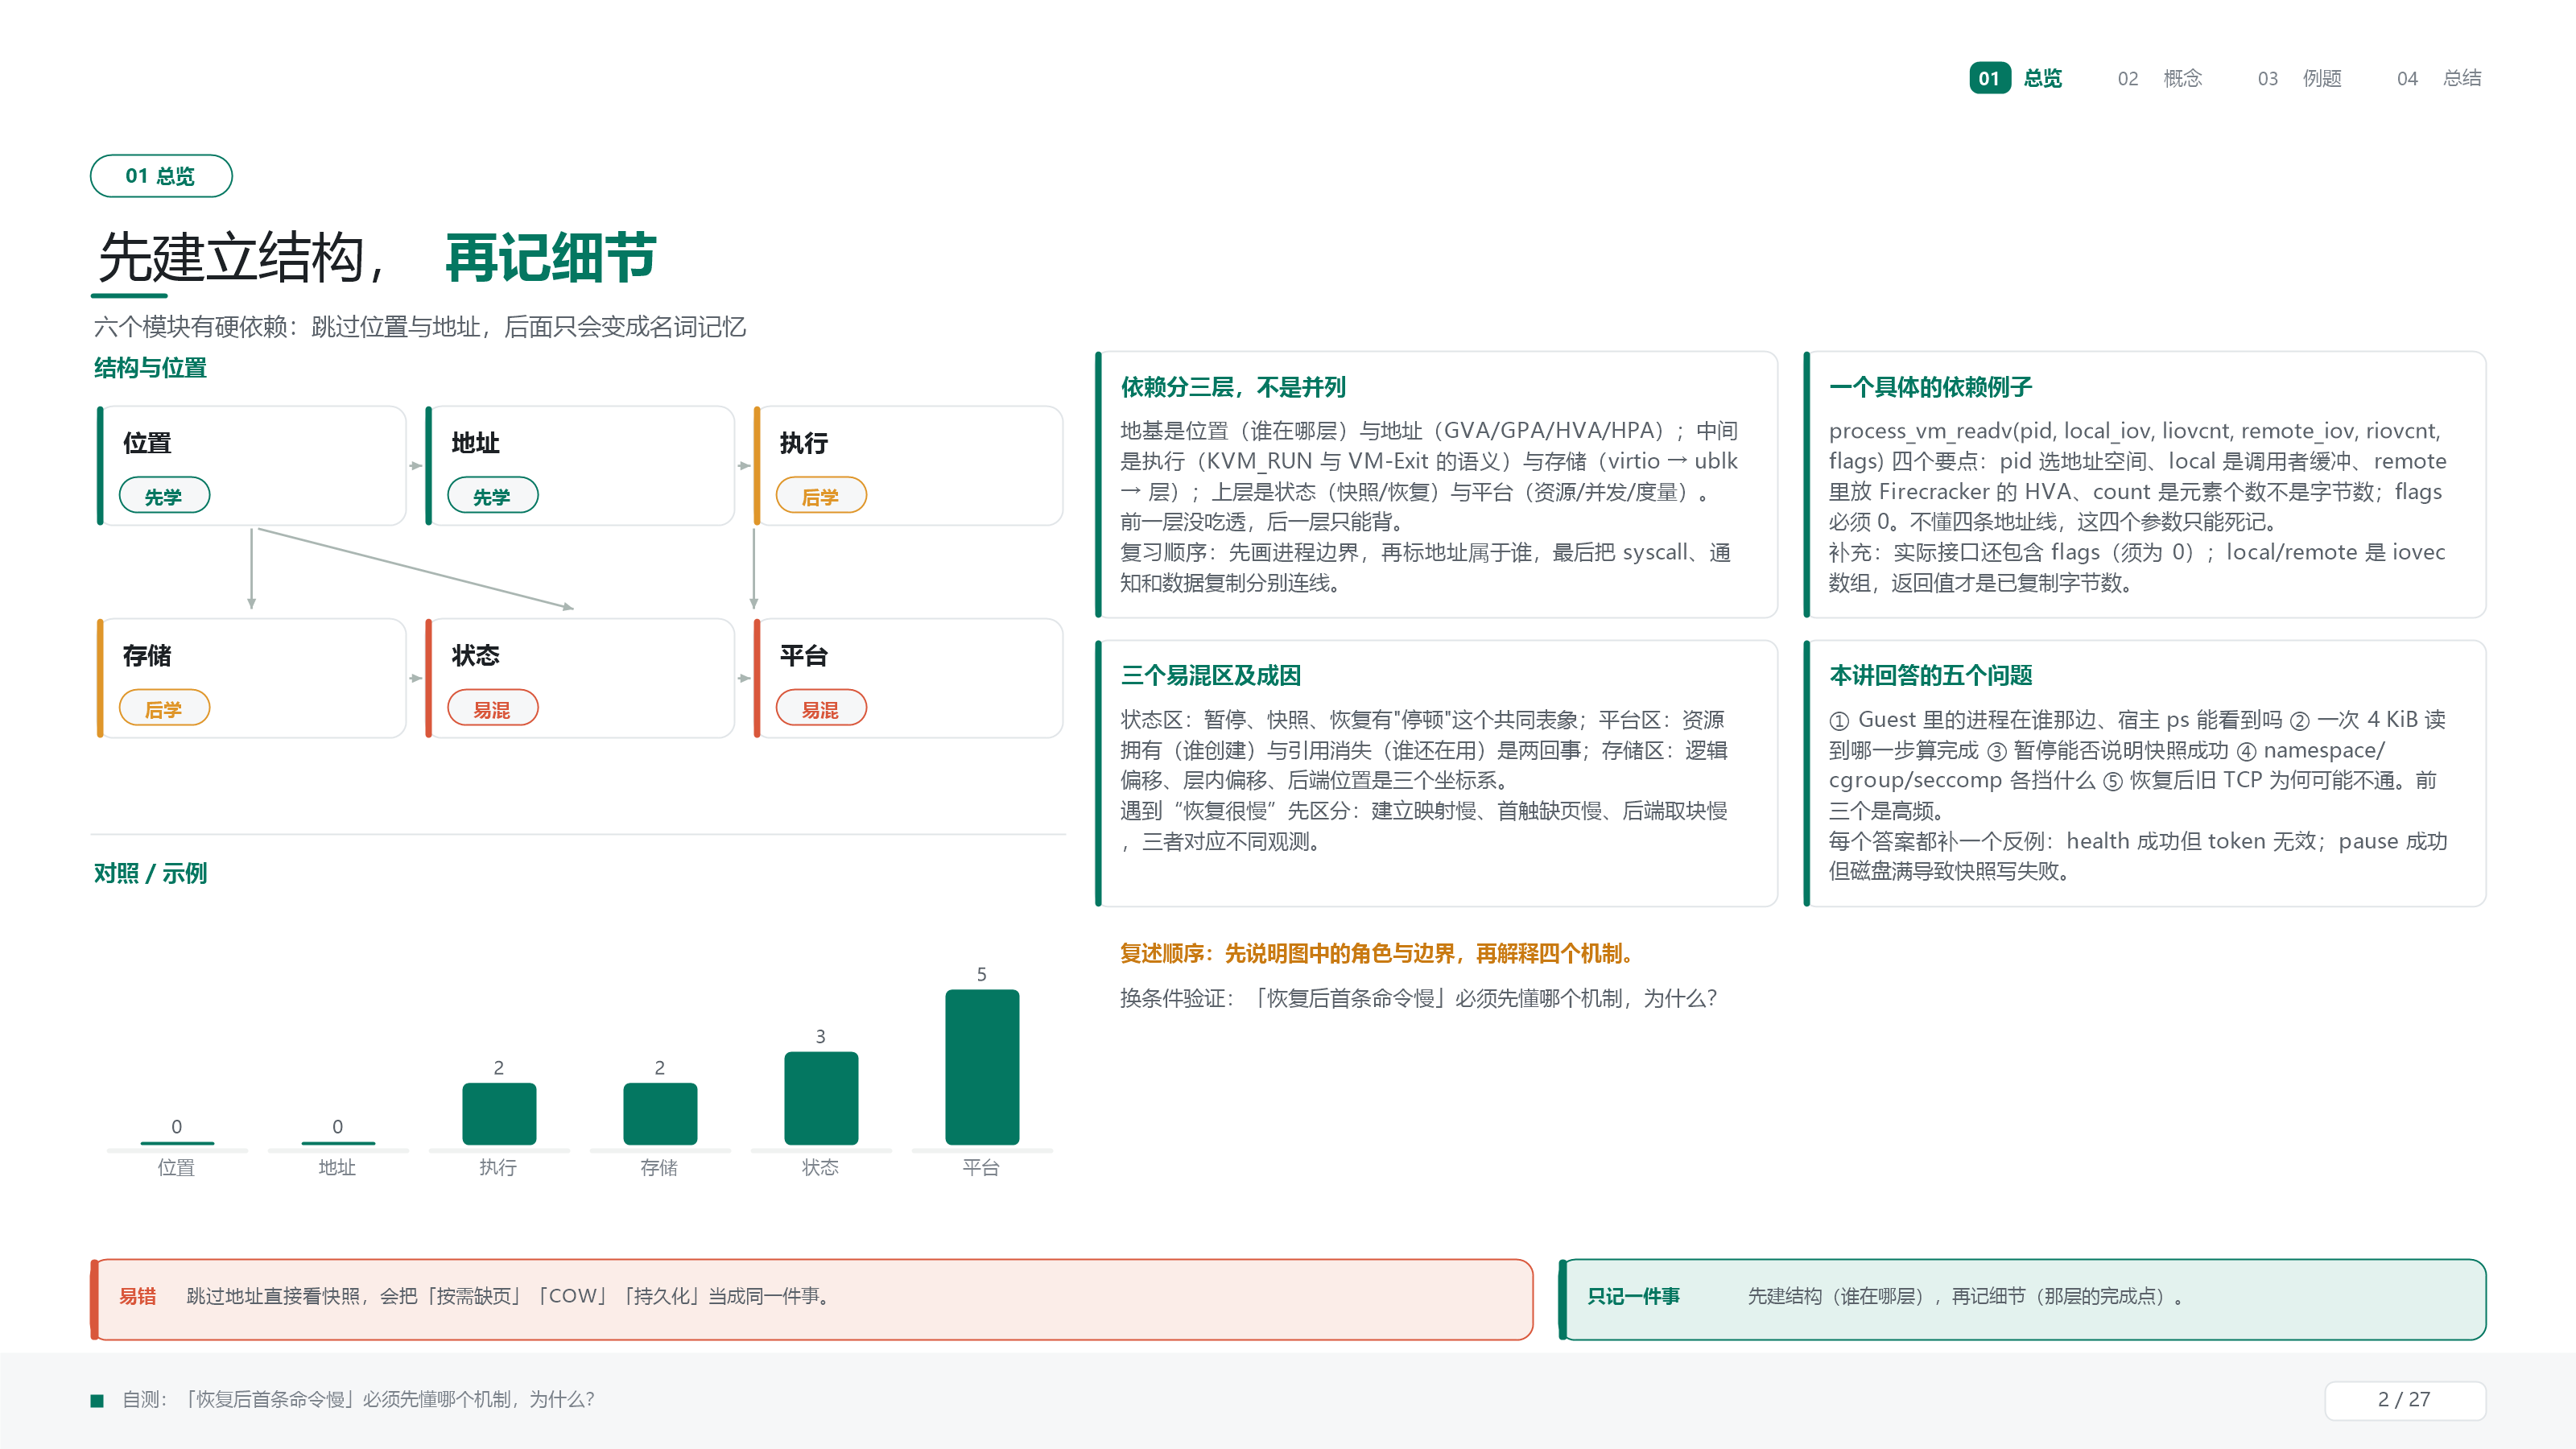 01 总览 02 概念 03 例题 04 总结
01 总览
先建立结构， 再记细节
六个模块有硬依赖：跳过位置与地址，后面只会变成名词记忆
结构与位置
位置
先学
地址
先学
执行
后学
存储
后学
状态
易混
平台
易混
对照 / 示例
0
0
2
2
3
5
位置
地址
执行
存储
状态
平台
依赖分三层，不是并列
地基是位置（谁在哪层）与地址（GVA/GPA/HVA/HPA）；中间
是执行（KVM_RUN 与 VM-Exit 的语义）与存储（virtio → ublk
→ 层）；上层是状态（快照/恢复）与平台（资源/并发/度量）。
前一层没吃透，后一层只能背。
复习顺序：先画进程边界，再标地址属于谁，最后把 syscall、通
知和数据复制分别连线。
一个具体的依赖例子
process_vm_readv(pid, local_iov, liovcnt, remote_iov, riovcnt,
flags) 四个要点：pid 选地址空间、local 是调用者缓冲、remote
里放 Firecracker 的 HVA、count 是元素个数不是字节数；flags
必须 0。不懂四条地址线，这四个参数只能死记。
补充：实际接口还包含 flags（须为 0）；local/remote 是 iovec
数组，返回值才是已复制字节数。
三个易混区及成因
状态区：暂停、快照、恢复有"停顿"这个共同表象；平台区：资源
拥有（谁创建）与引用消失（谁还在用）是两回事；存储区：逻辑
偏移、层内偏移、后端位置是三个坐标系。
遇到“恢复很慢”先区分：建立映射慢、首触缺页慢、后端取块慢
，三者对应不同观测。
本讲回答的五个问题
① Guest 里的进程在谁那边、宿主 ps 能看到吗 ② 一次 4 KiB 读
到哪一步算完成 ③ 暂停能否说明快照成功 ④ namespace/
cgroup/seccomp 各挡什么 ⑤ 恢复后旧 TCP 为何可能不通。前
三个是高频。
每个答案都补一个反例：health 成功但 token 无效；pause 成功
但磁盘满导致快照写失败。
复述顺序：先说明图中的角色与边界，再解释四个机制。
换条件验证：「恢复后首条命令慢」必须先懂哪个机制，为什么？
易错 跳过地址直接看快照，会把「按需缺页」「COW」「持久化」当成同一件事。
只记一件事 先建结构（谁在哪层），再记细节（那层的完成点）。
自测：「恢复后首条命令慢」必须先懂哪个机制，为什么？
2 / 27